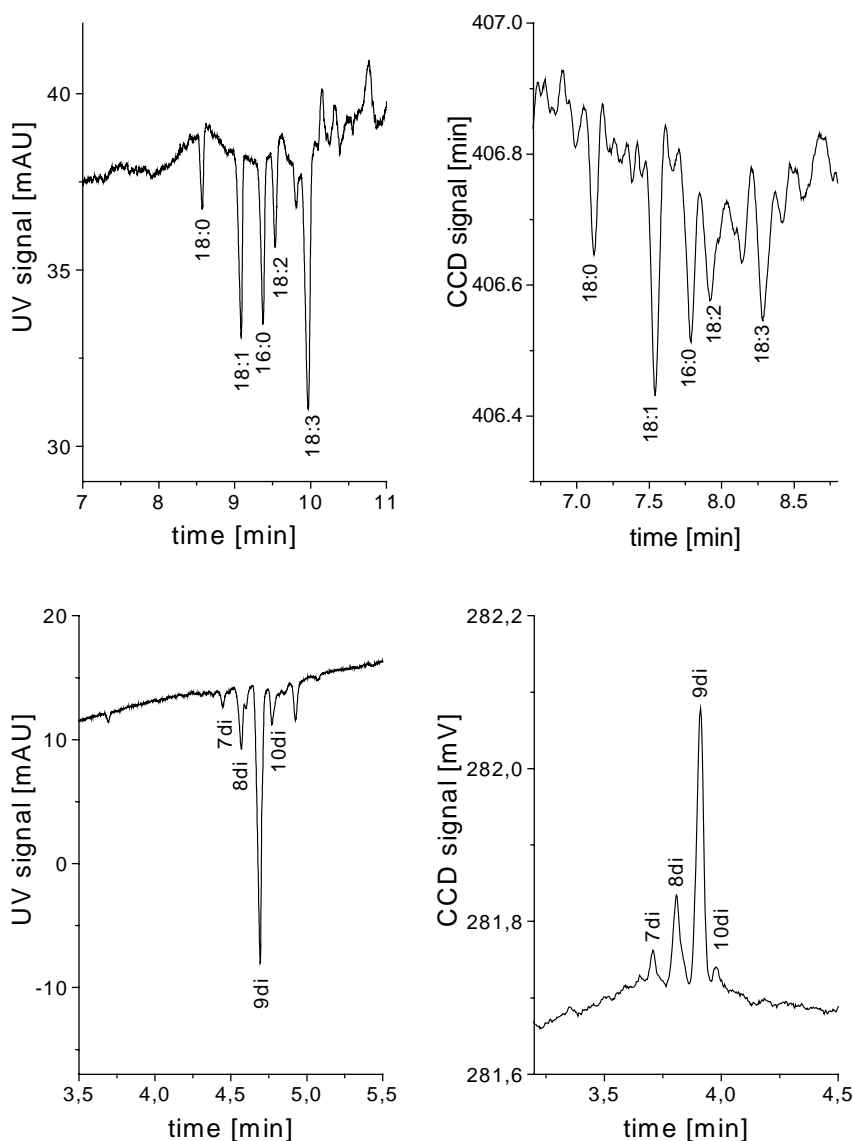 UV signal [mAU]
40
35
30
18:0
18:1
16:0
18:2
18:3
7
8
9
10
11
time [min]
CCD signal [min]
407.0
406.8
406.6
406.4
18:0
18:1
16:0
18:2
18:3
7.0
7.5
8.0
8.5
time [min]
UV signal [mAU]
20
10
0
-10
7di
8di
9di
10di
3,5
4,0
4,5
5,0
5,5
time [min]
CCD signal [mV]
282,2
282,0
281,8
281,6
7di
8di
9di
10di
3,5
4,0
4,5
time [min]